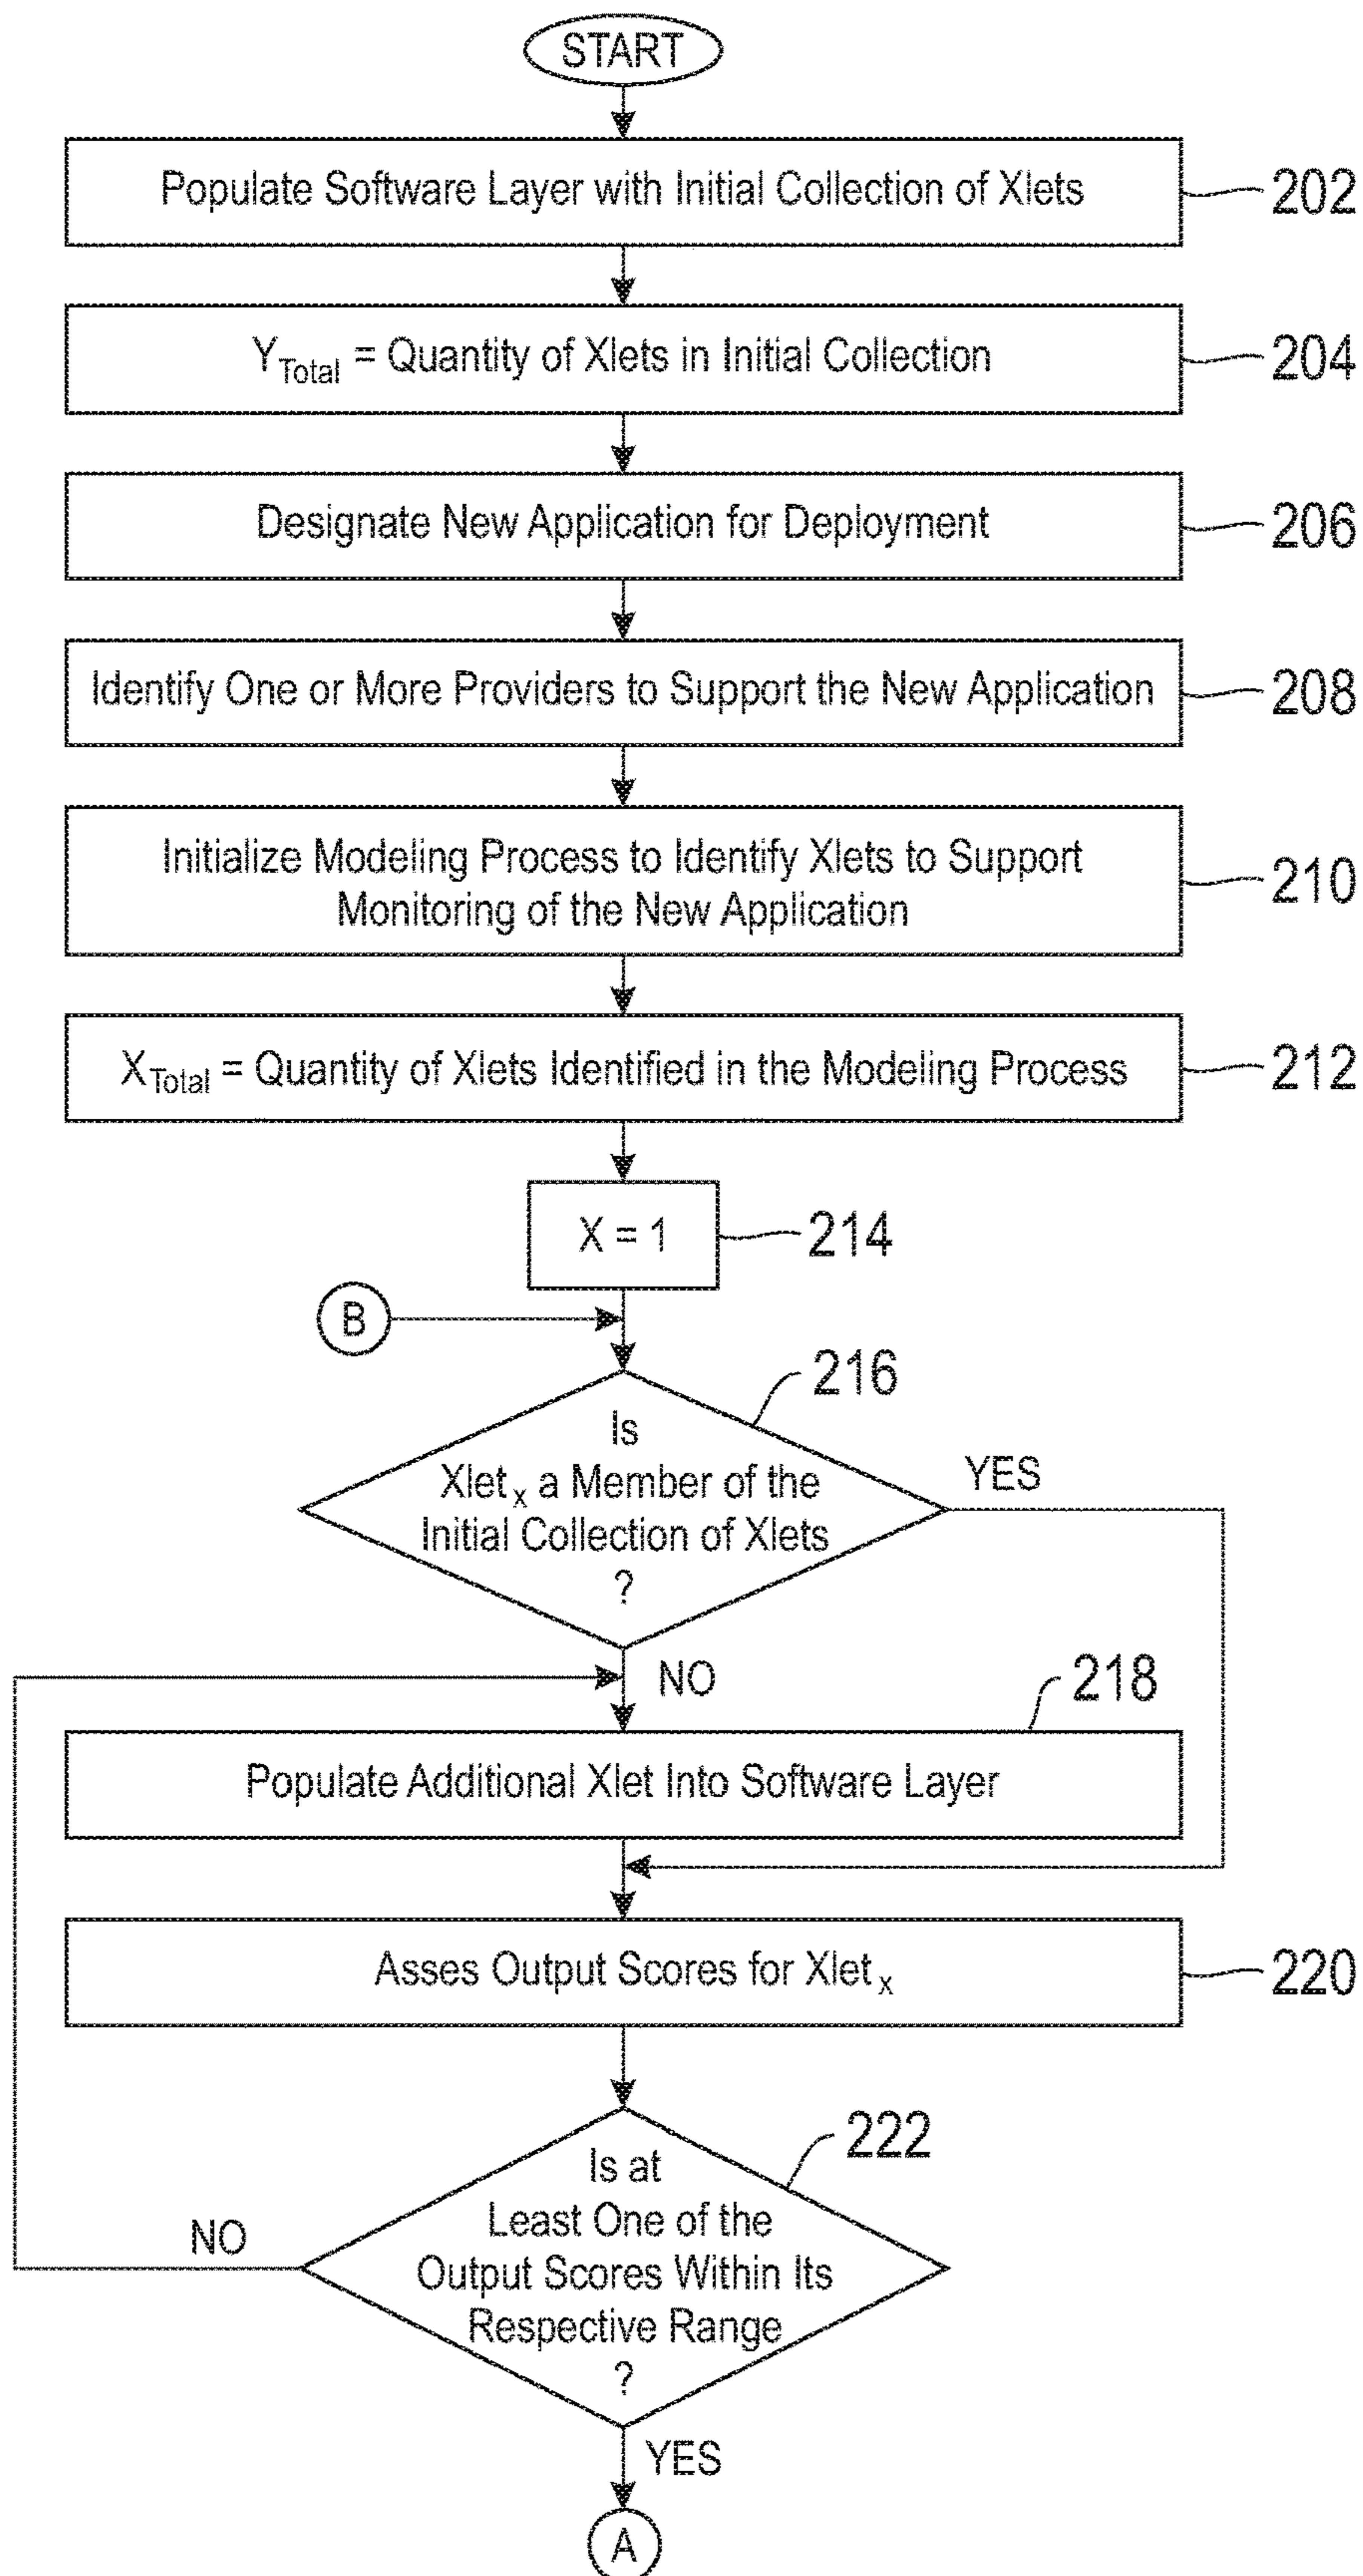 START
Populate Software Layer with Initial Collection of Xlets
202
Y Total = Quantity of Xlets in Initial Collection
204
Designate New Application for Deployment
206
Identify One or More Providers to Support the New Application
208
Initialize Modeling Process to Identify Xlets to Support
Monitoring of the New Application
210
X Total = Quantity of Xlets Identified in the Modeling Process
212
X = 1
214
B
216
Is
Xlet x a Member of the
Initial Collection of Xlets
?
YES
NO
218
Populate Additional Xlet Into Software Layer
Asses Output Scores for Xlet x
220
222
Is at
Least One of the
Output Scores Within Its
Respective Range
?
NO
YES
A